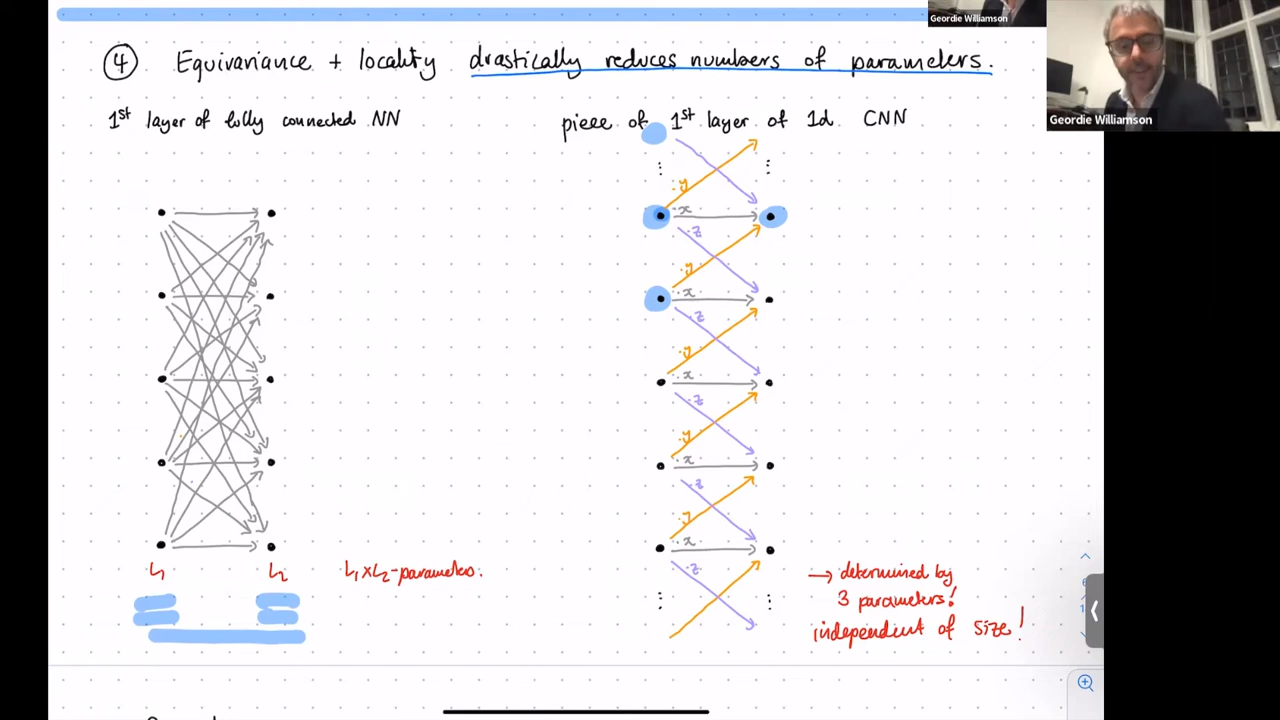 Geordie Williamson
Geordie Williamson
④ Equivariance + locality drastically reduces numbers of parameters.
1st layer of fully connected NN
piece of 1st layer of 1d CNN
⋮ ⋮
·y
·x
·z
·y
·x
·z
·y
·x
·z
·y
·x
·z
·y
·x
·z
⋮ ⋮
L1 L2 L1×L2-parameters.
→ determined by
3 parameters!
independent of size!